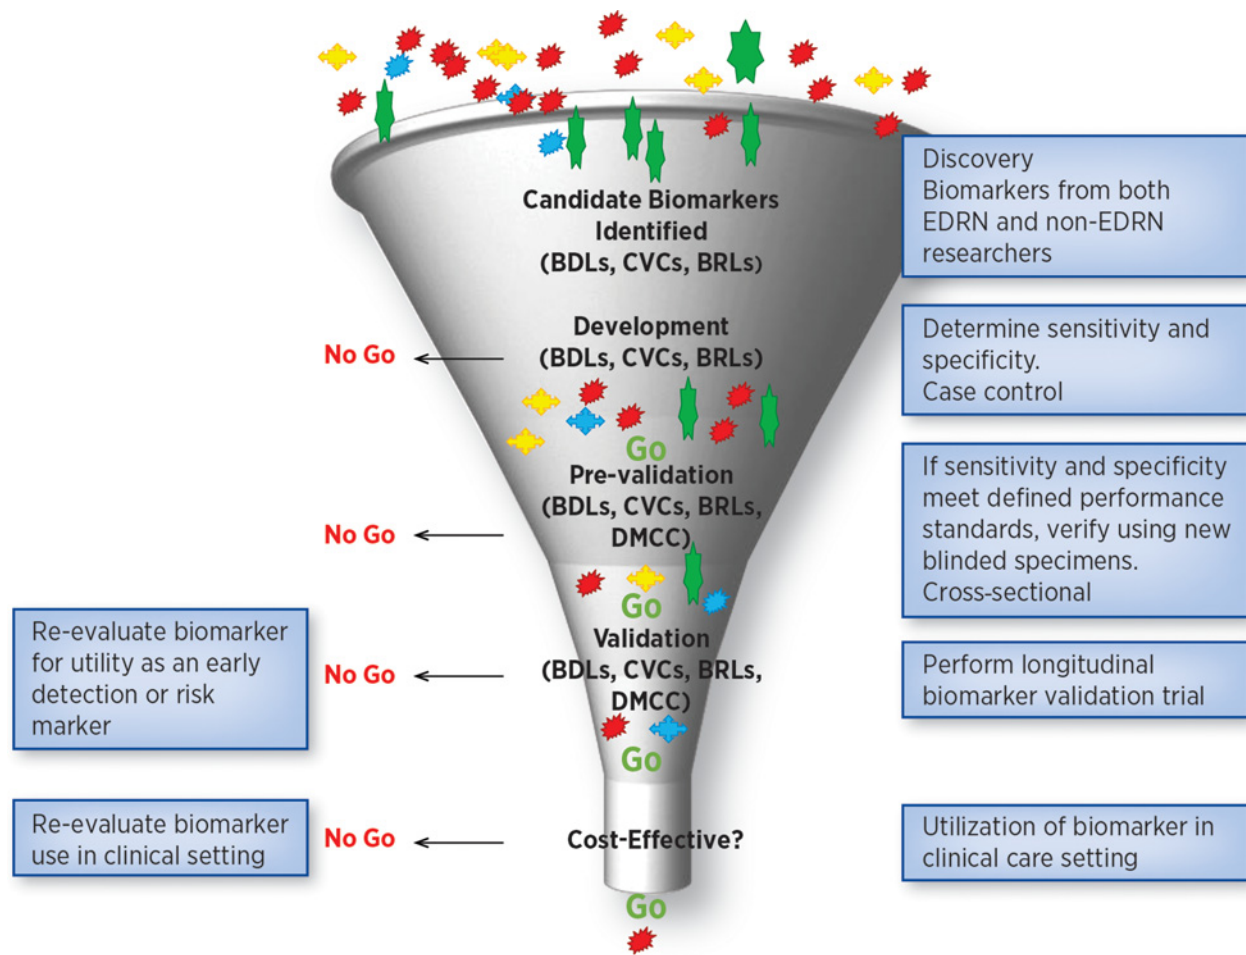 Candidate Biomarkers
Identified
(BDLs, CVCs, BRLs)
Discovery
Biomarkers from both
EDRN and non-EDRN
researchers
Development
(BDLs, CVCs, BRLs)
No Go
Determine sensitivity and
specificity.
Case control
Go
Pre-validation
(BDLs, CVCs, BRLs,
DMCC)
No Go
If sensitivity and specificity
meet defined performance
standards, verify using new
blinded specimens.
Cross-sectional
Go
Validation
(BDLs, CVCs, BRLs,
DMCC)
No Go
Re-evaluate biomarker
for utility as an early
detection or risk
marker
Perform longitudinal
biomarker validation trial
Go
Cost-Effective?
No Go
Re-evaluate biomarker
use in clinical setting
Utilization of biomarker in
clinical care setting
Go